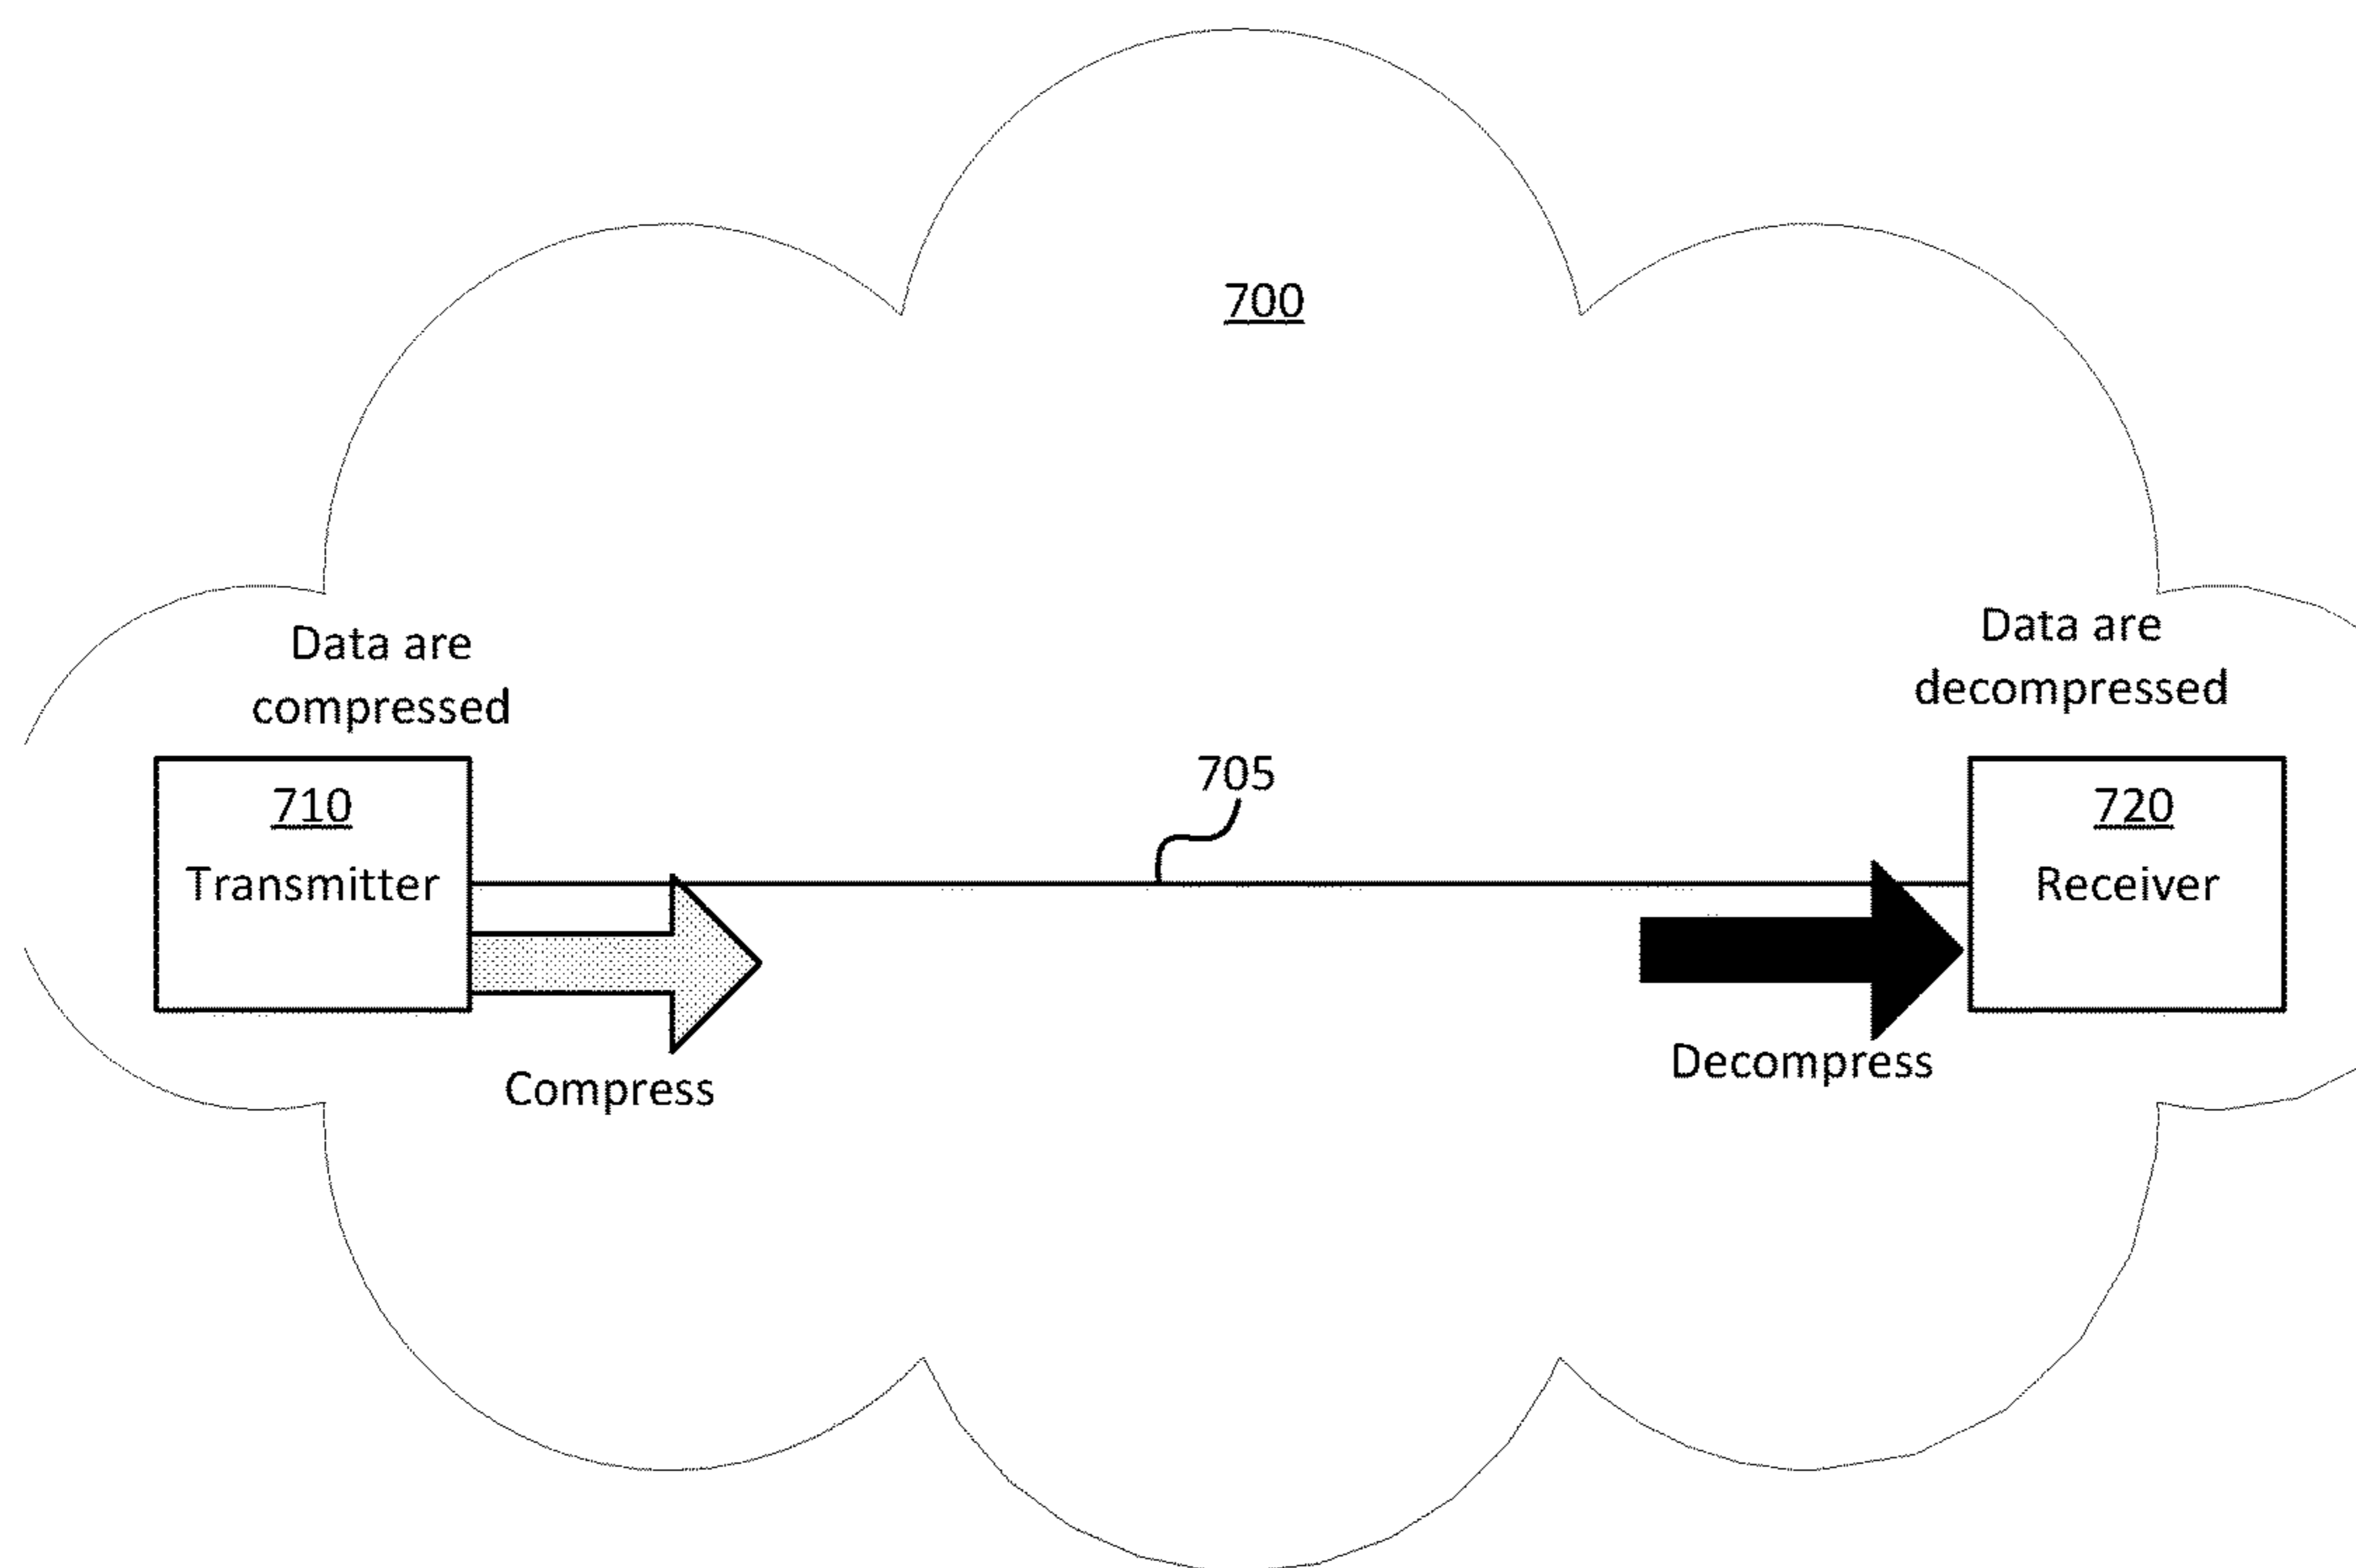 700
Data are
compressed
Data are
decompressed
705
710
Transmitter
720
Receiver
Compress
Decompress